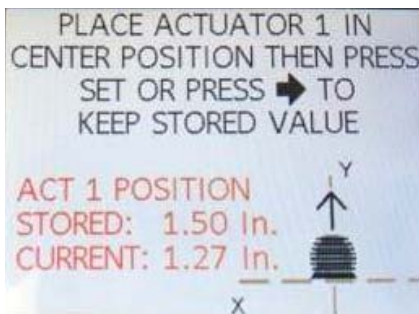 PLACE ACTUATOR 1 IN
CENTER POSITION THEN PRESS
SET OR PRESS ➡ TO
KEEP STORED VALUE
ACT 1 POSITION
STORED: 1.50 In.
CURRENT: 1.27 In.
Y
X